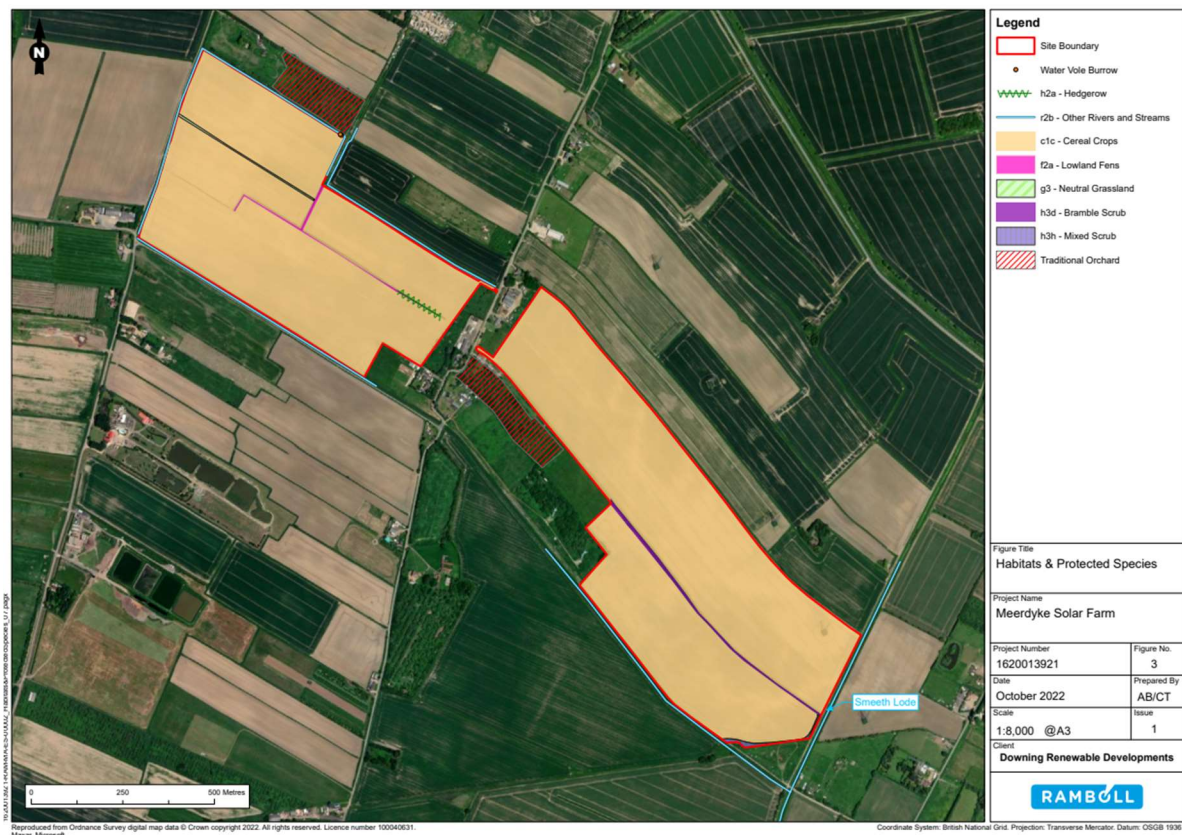 N
Legend
Site Boundary
Water Vole Burrow
h2a - Hedgerow
r2b - Other Rivers and Streams
c1c - Cereal Crops
f2a - Lowland Fens
g3 - Neutral Grassland
h3d - Bramble Scrub
h3h - Mixed Scrub
Traditional Orchard
Smeeth Lode
0 250 500 Metres
Figure Title
Habitats & Protected Species
Project Name
Meerdyke Solar Farm
Project Number
1620013921
Figure No.
3
Date
October 2022
Prepared By
AB/CT
Scale
1:8,000 @A3
Issue
1
Client
Downing Renewable Developments
RAMBOLL
Reproduced from Ordnance Survey digital map data © Crown copyright 2022. All rights reserved. Licence number 100040631.
Coordinate System: British National Grid. Projection: Transverse Mercator. Datum: OSGB 1936